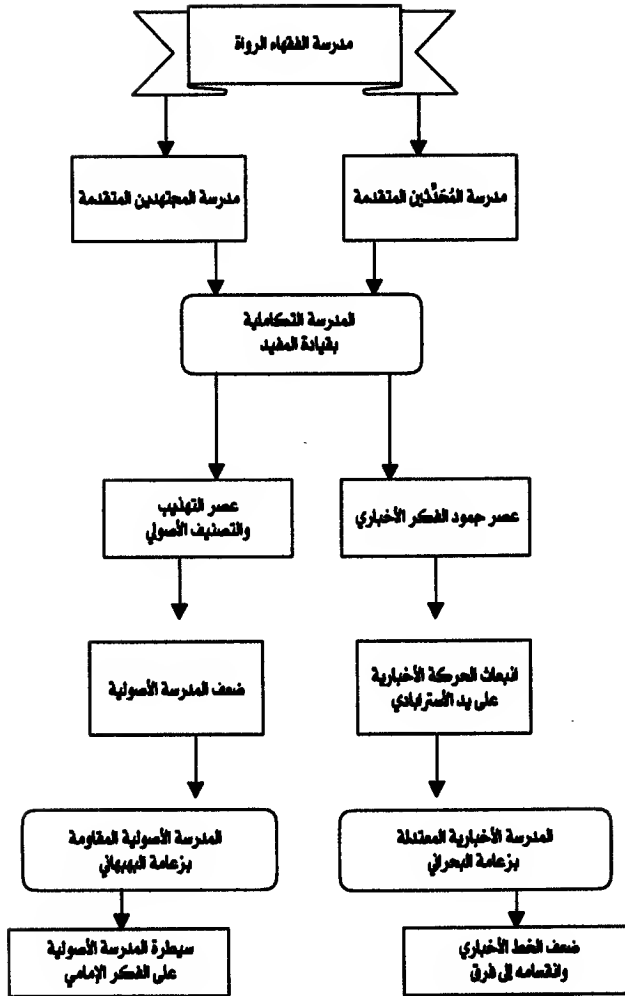 مدرسة الفقهاء الرواة
مدرسة المُحَدِّثين المتقدمة
مدرسة المجتهدين المتقدمة
المدرسة التكاملية
بقيادة المفيد
عصر جمود الفكر الأخباري
عصر التهذيب
والتصنيف الأصولي
انبعاث الحركة الأخبارية
على يد الأسترابادي
ضعف المدرسة الأصولية
المدرسة الأخبارية المعتدلة
بزعامة البحراني
المدرسة الأصولية المقاومة
بزعامة البهبهاني
ضعف الخط الأخباري
وانقسامه إلى فرق
سيطرة المدرسة الأصولية
على الفكر الإمامي